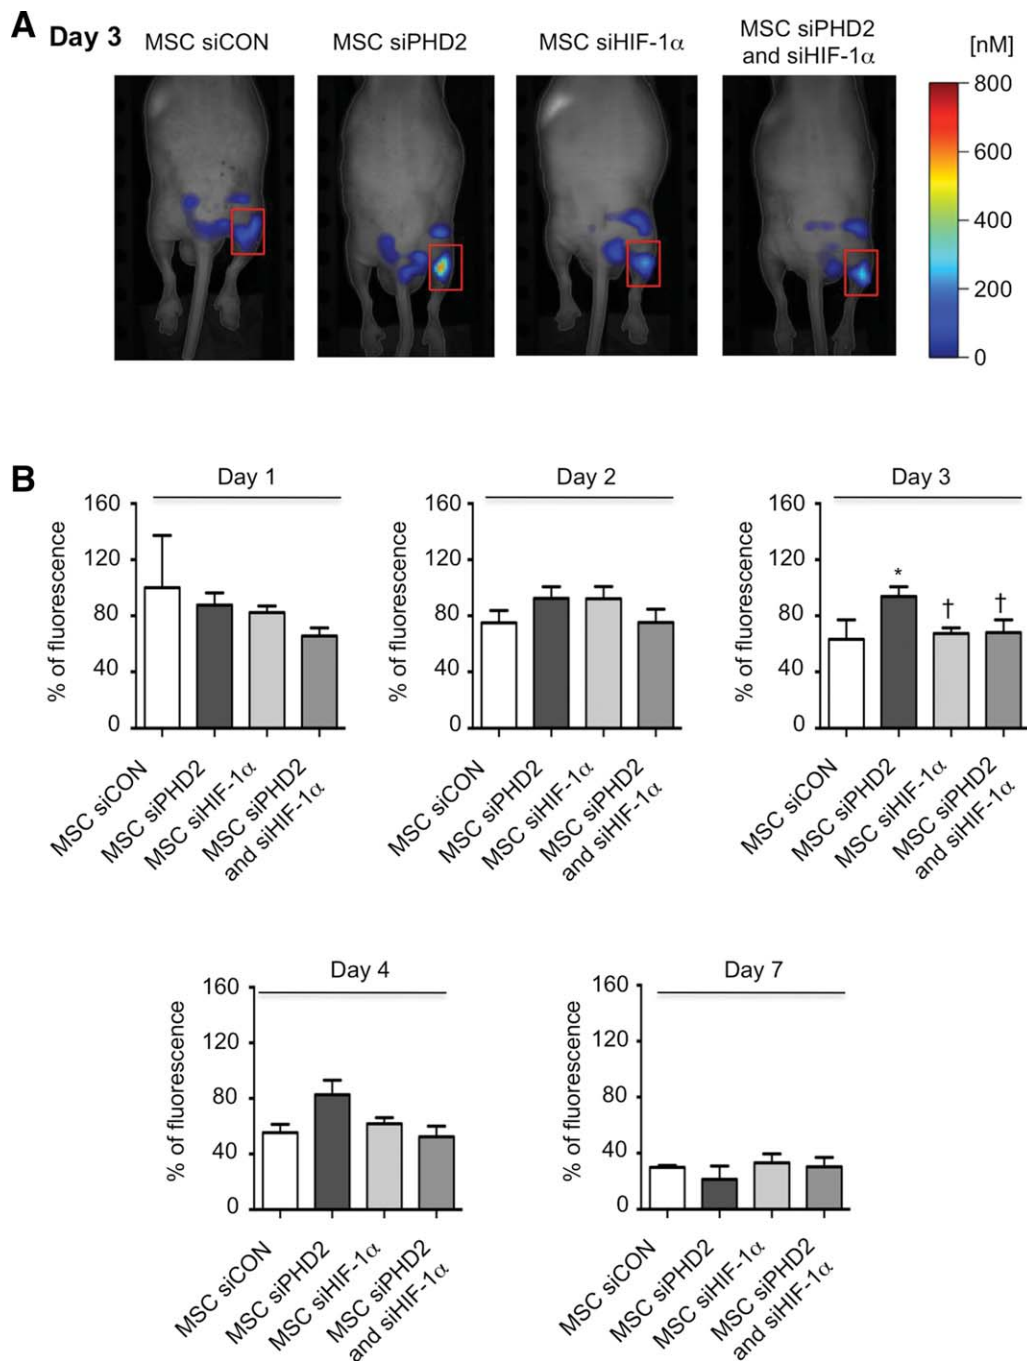 A Day 3
MSC siCON
MSC siPHD2
MSC siHIF-1α
MSC siPHD2
and siHIF-1α
[nM]
800
600
400
200
0
B
Day 1
% of fluorescence
160
120
80
40
0
MSC siCON
MSC siPHD2
MSC siHIF-1α
MSC siPHD2
and siHIF-1α
Day 2
% of fluorescence
160
120
80
40
0
MSC siCON
MSC siPHD2
MSC siHIF-1α
MSC siPHD2
and siHIF-1α
Day 3
% of fluorescence
160
120
80
40
0
*
†
†
MSC siCON
MSC siPHD2
MSC siHIF-1α
MSC siPHD2
and siHIF-1α
Day 4
% of fluorescence
160
120
80
40
0
MSC siCON
MSC siPHD2
MSC siHIF-1α
MSC siPHD2
and siHIF-1α
Day 7
% of fluorescence
160
120
80
40
0
MSC siCON
MSC siPHD2
MSC siHIF-1α
MSC siPHD2
and siHIF-1α